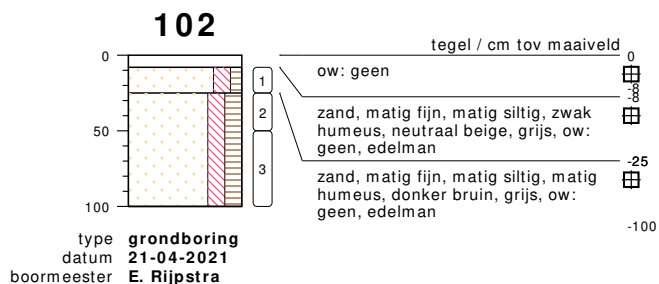 102
tegel / cm tov maaiveld
0
0
ow: geen
-8
-8
1
zand, matig fijn, matig siltig, zwak
humeus, neutraal beige, grijs, ow:
geen, edelman
2
50
-25
3
zand, matig fijn, matig siltig, matig
humeus, donker bruin, grijs, ow:
geen, edelman
100
-100
type grondboring
datum 21-04-2021
boormeester E. Rijpstra